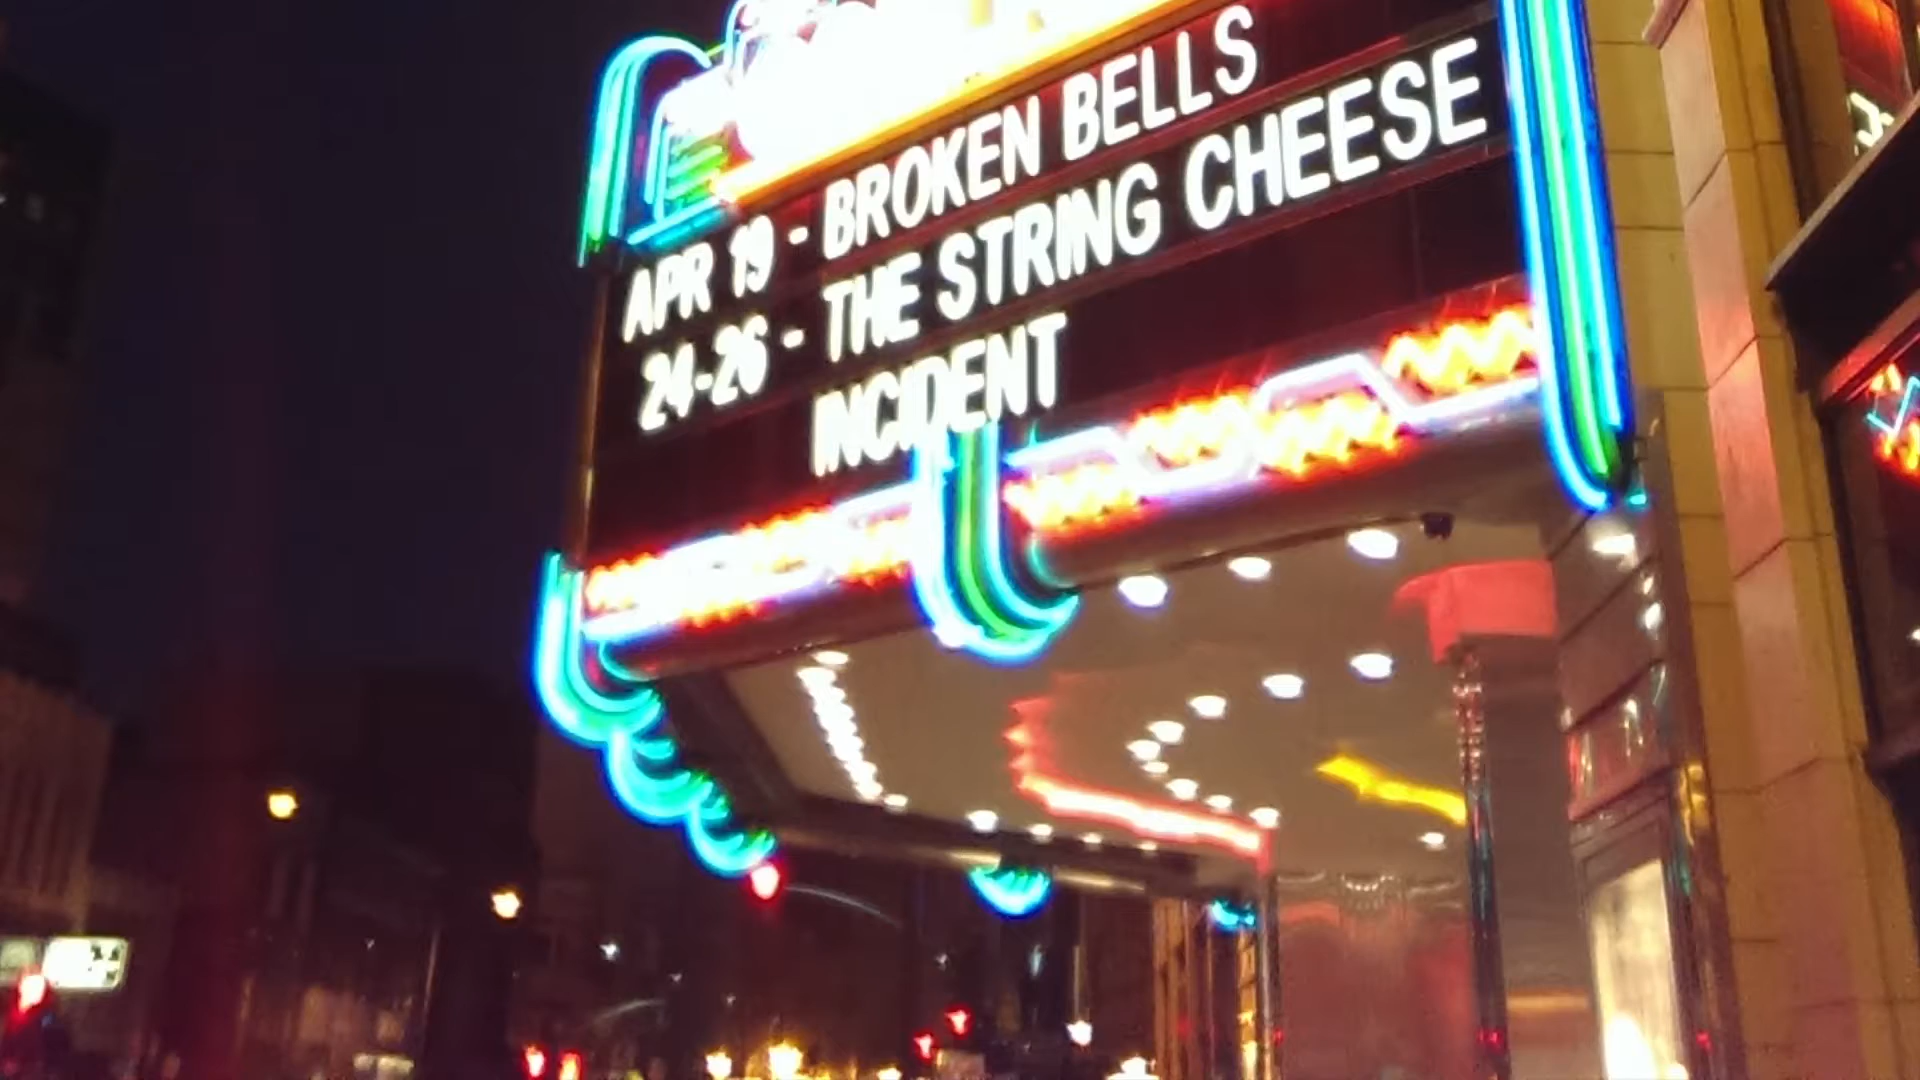 APR 19 - BROKEN BELLS
24-26 - THE STRING CHEESE
INCIDENT